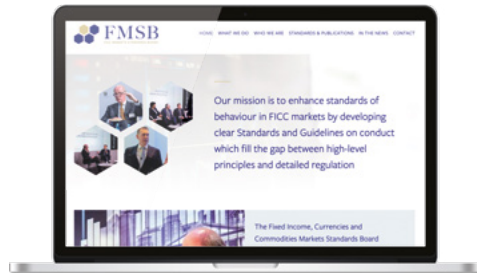 FMSB
HOME WHAT WE DO WHO WE ARE STANDARDS & PUBLICATIONS IN THE NEWS CONTACT
Our mission is to enhance standards of
behaviour in FICC markets by developing
clear Standards and Guidelines on conduct
which fill the gap between high-level
principles and detailed regulation
The Fixed Income, Currencies and
Commodities Markets Standards Board